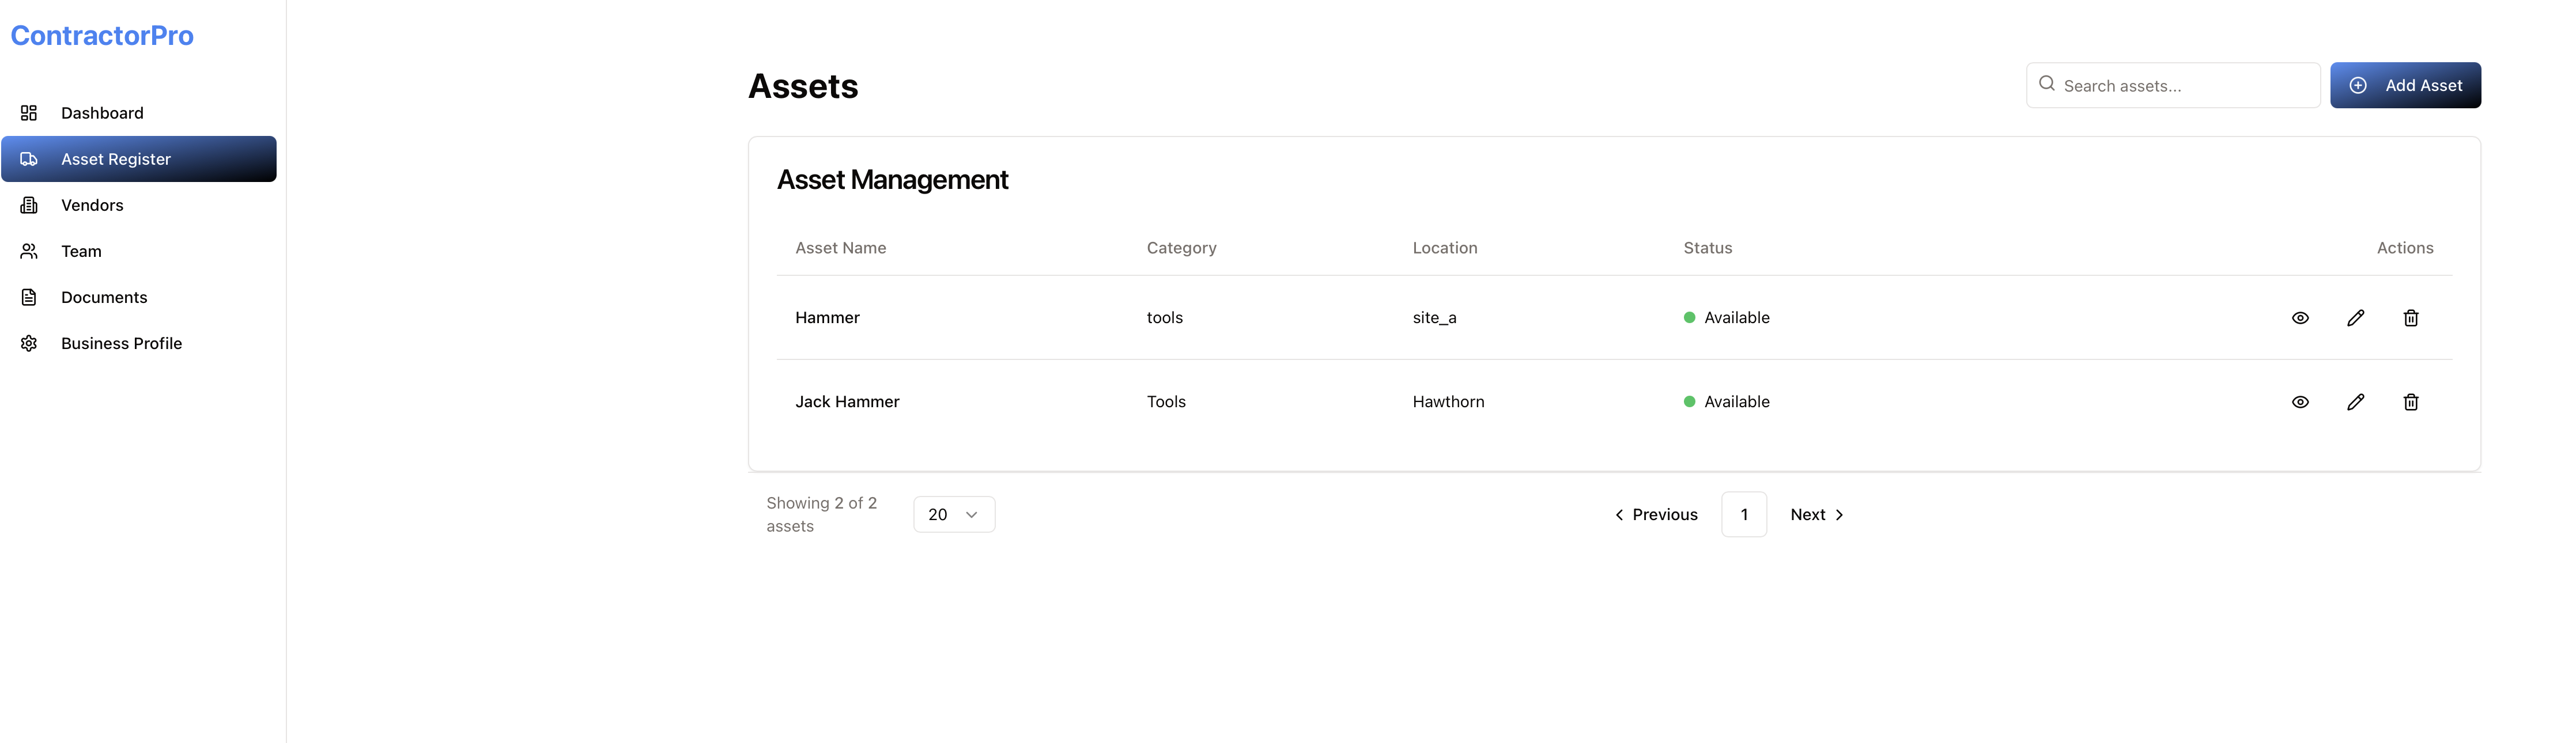 ContractorPro
Dashboard
Asset Register
Vendors
Team
Documents
Business Profile
Assets
Search assets...
Add Asset
Asset Management
Asset Name Category Location Status Actions
Hammer tools site_a Available
Jack Hammer Tools Hawthorn Available
Showing 2 of 2
assets
20
Previous 1 Next